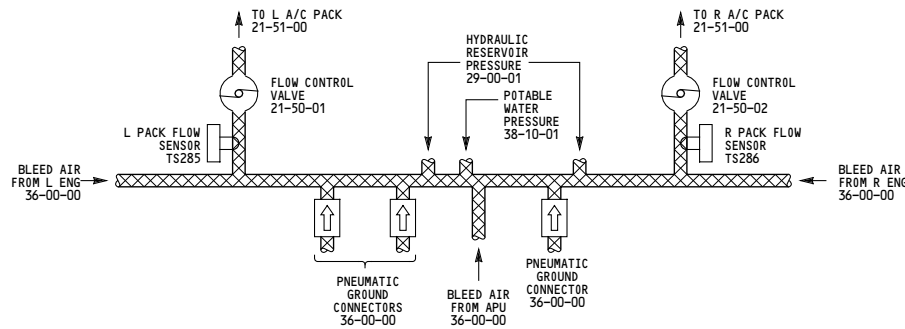 TO L A/C PACK
21-51-00
TO R A/C PACK
21-51-00
HYDRAULIC
RESERVOIR
PRESSURE
29-00-01
FLOW CONTROL
VALVE
21-50-01
POTABLE
WATER
PRESSURE
38-10-01
FLOW CONTROL
VALVE
21-50-02
L PACK FLOW
SENSOR
TS285
R PACK FLOW
SENSOR
TS286
BLEED AIR
FROM L ENG
36-00-00
BLEED AIR
FROM R ENG
36-00-00
PNEUMATIC
GROUND
CONNECTORS
36-00-00
BLEED AIR
FROM APU
36-00-00
PNEUMATIC
GROUND
CONNECTOR
36-00-00